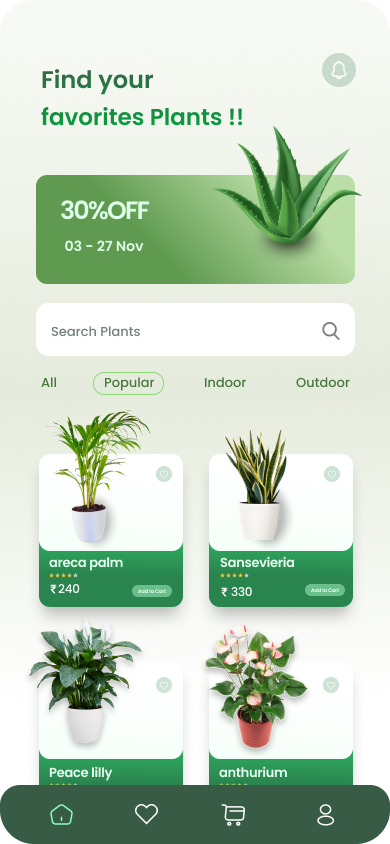 Find your
favorites Plants !!
30%OFF
03 - 27 Nov
Search Plants
All Popular Indoor Outdoor
areca palm
₹240
Add to Cart
Sansevieria
₹ 330
Add to Cart
Peace lilly
anthurium